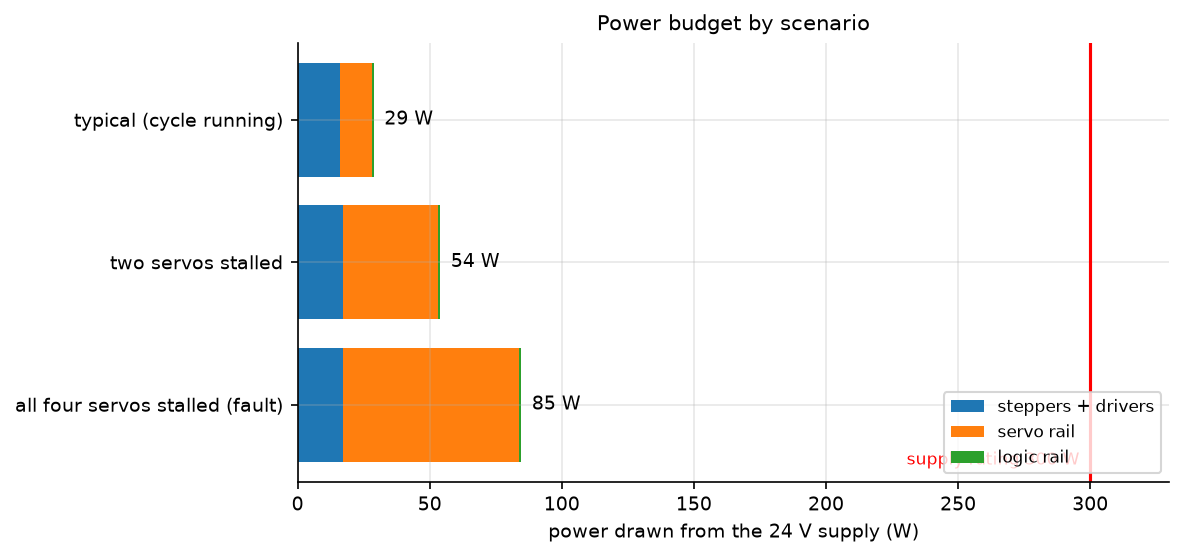 Power budget by scenario
typical (cycle running)
29 W
two servos stalled
54 W
all four servos stalled (fault)
85 W
steppers + drivers
servo rail
logic rail
0 50 100 150 200 250 300
power drawn from the 24 V supply (W)